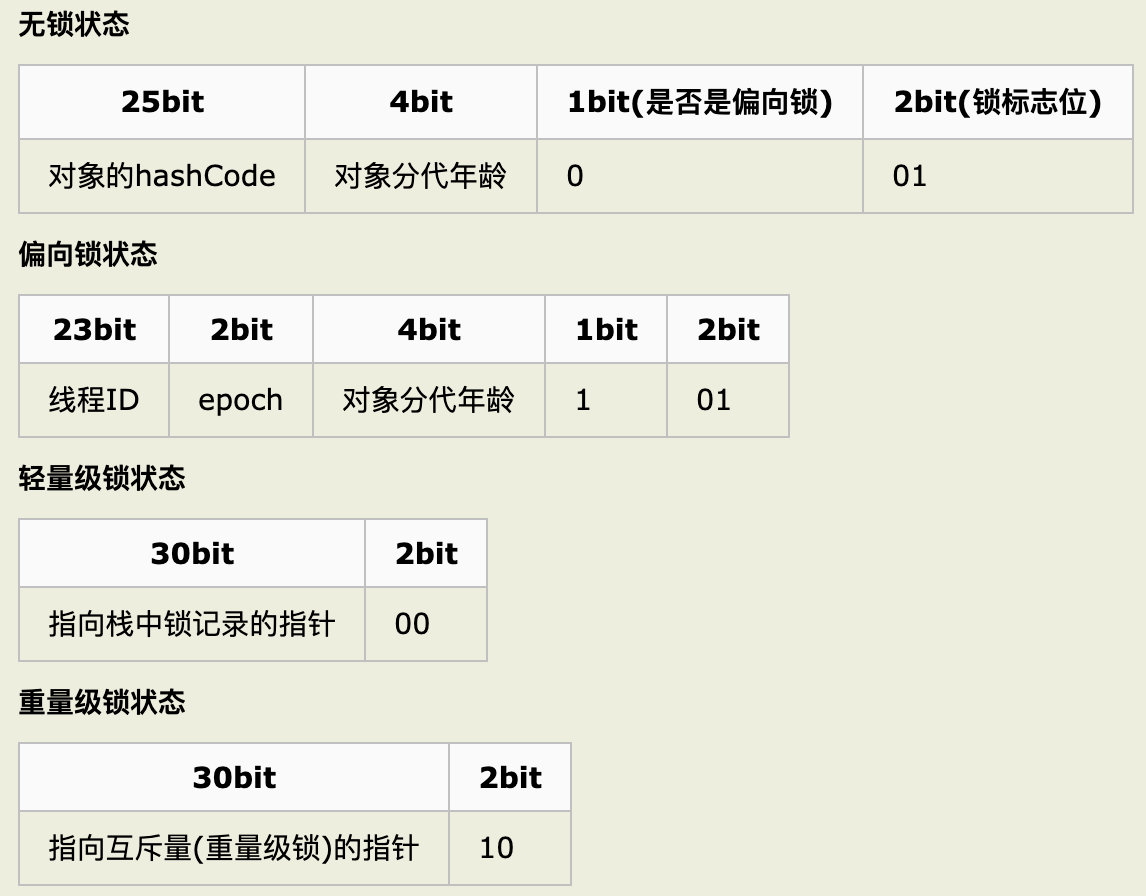 无锁状态
25bit 4bit 1bit(是否是偏向锁) 2bit(锁标志位)
对象的hashCode 对象分代年龄 0 01
偏向锁状态
23bit 2bit 4bit 1bit 2bit
线程ID epoch 对象分代年龄 1 01
轻量级锁状态
30bit 2bit
指向栈中锁记录的指针 00
重量级锁状态
30bit 2bit
指向互斥量(重量级锁)的指针 10